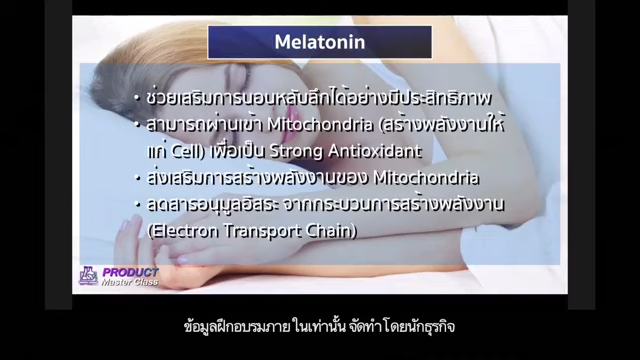 Melatonin
• ช่วยเสริมการนอนหลับลึกได้อย่างมีประสิทธิภาพ
• สามารถผ่านเข้า Mitochondria (สร้างพลังงานให้
แก่ Cell) เพื่อเป็น Strong Antioxidant
• ส่งเสริมการสร้างพลังงานของ Mitochondria
• ลดสารอนุมูลอิสระ จากกระบวนการสร้างพลังงาน
(Electron Transport Chain)
PRODUCT
Master Class
ข้อมูลฝึกอบรมภายในเท่านั้น จัดทำโดยนักธุรกิจ